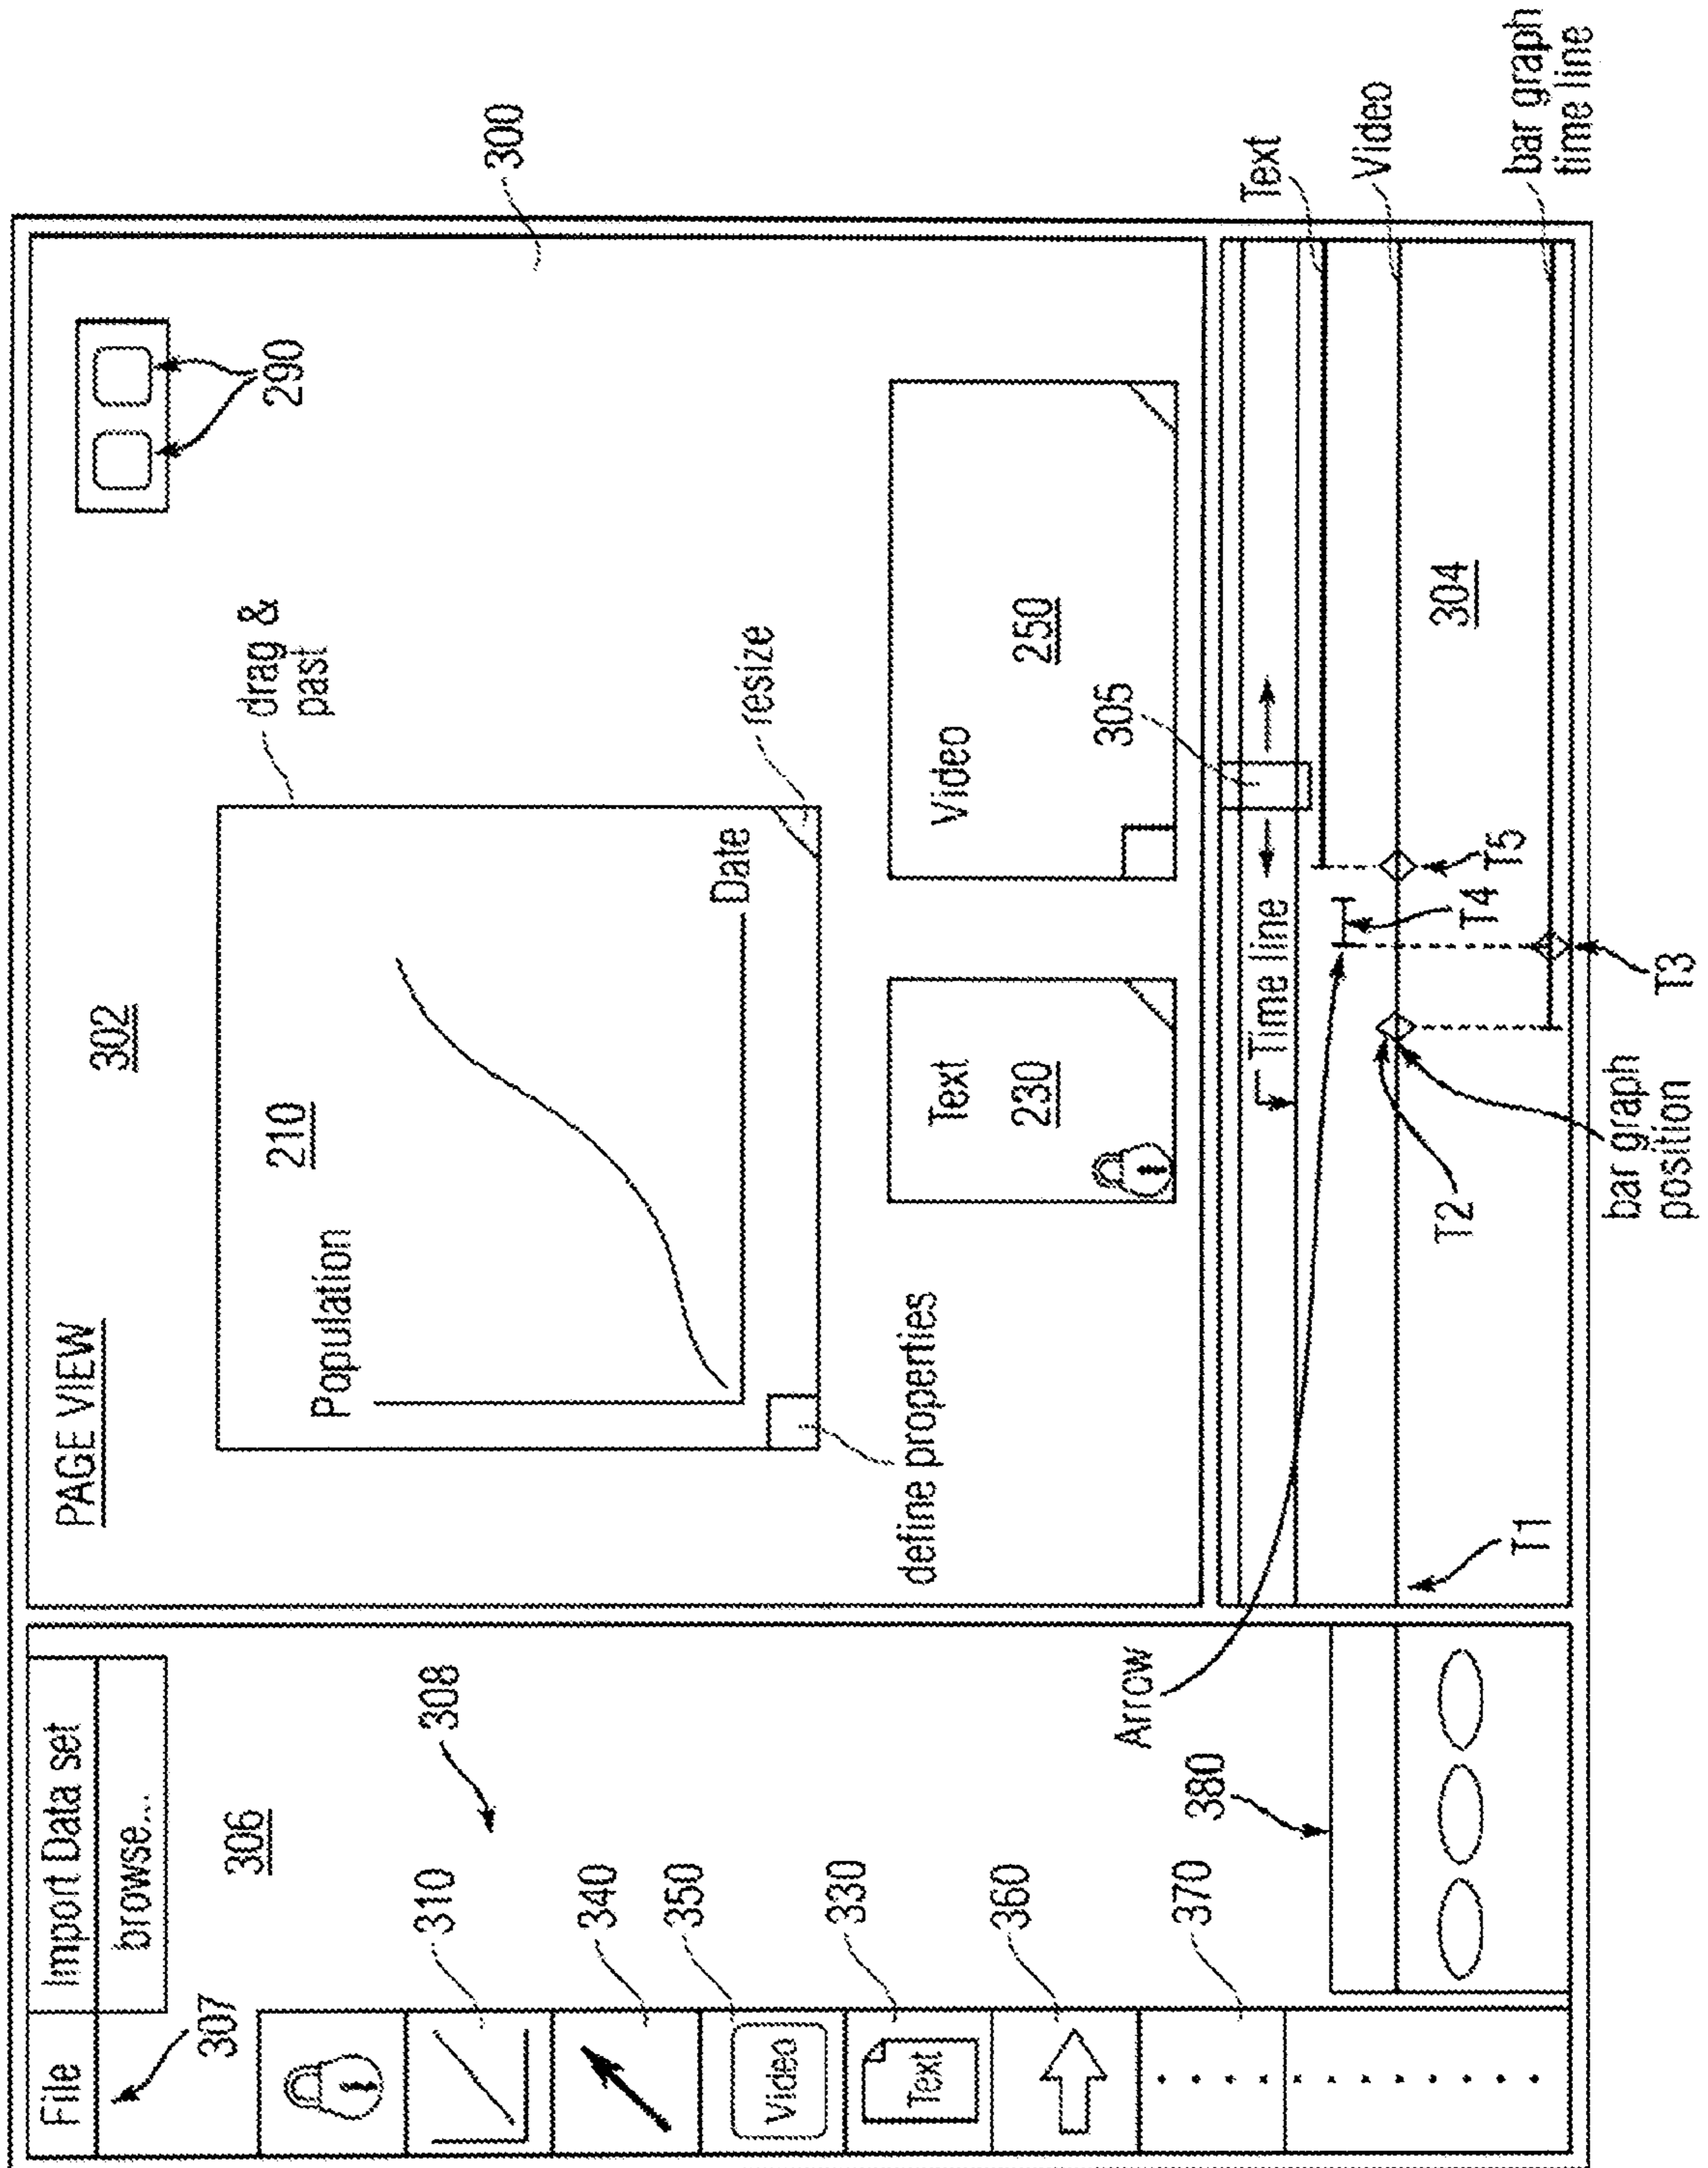 File
Import Data set
browse...
307
306
308
310
340
350
330
360
370
Video
Text
380
PAGE VIEW
302
290
300
drag &
past
210
Population
Date
resize
define properties
Text
230
Video
250
305
Time line
Text
Video
304
Arrow
T1
T2
T3
T4
T5
bar graph
position
bar graph
time line